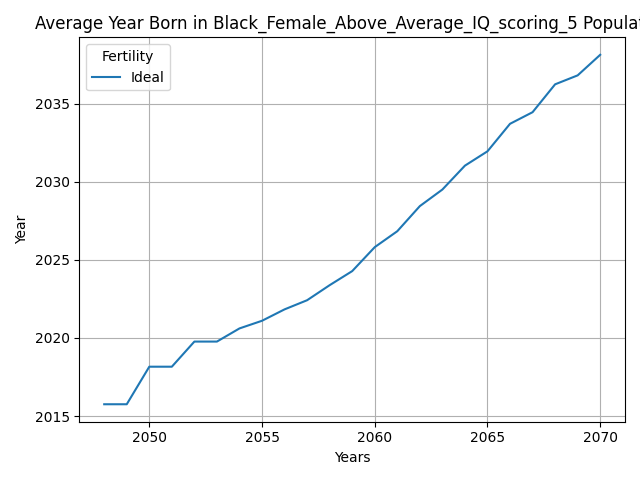 Average Year Born in Black_Female_Above_Average_IQ_scoring_5 Populat
Fertility
Ideal
2035
2030
2025
2020
2015
Year
2050 2055 2060 2065 2070
Years